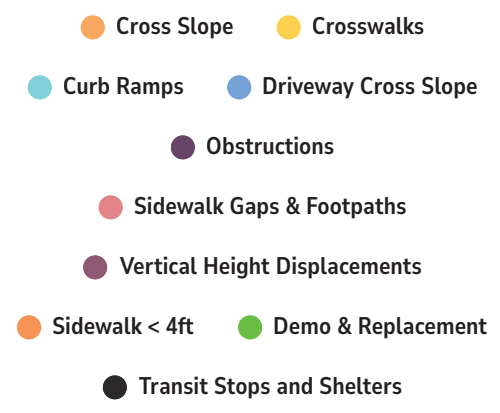 Cross Slope Crosswalks
Curb Ramps Driveway Cross Slope
Obstructions
Sidewalk Gaps & Footpaths
Vertical Height Displacements
Sidewalk < 4ft Demo & Replacement
Transit Stops and Shelters